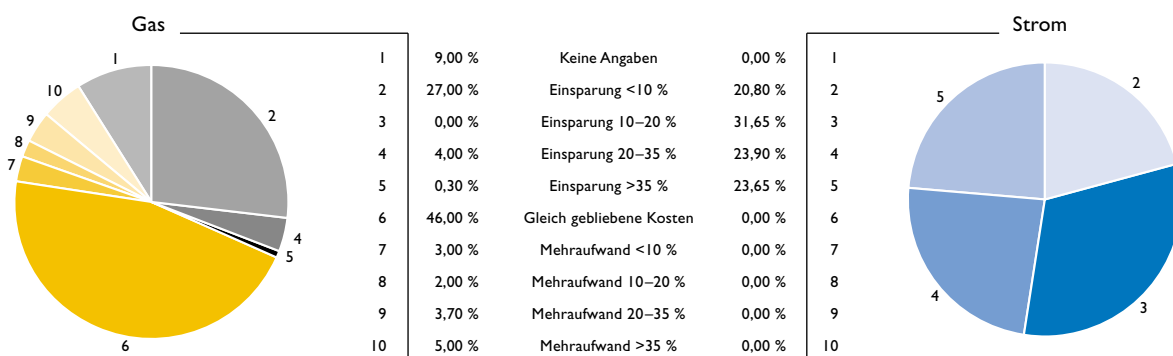 Gas
Strom
1 9,00 % Keine Angaben 0,00 % 1
2 27,00 % Einsparung <10 % 20,80 % 2
3 0,00 % Einsparung 10–20 % 31,65 % 3
4 4,00 % Einsparung 20–35 % 23,90 % 4
5 0,30 % Einsparung >35 % 23,65 % 5
6 46,00 % Gleich gebliebene Kosten 0,00 % 6
7 3,00 % Mehraufwand <10 % 0,00 % 7
8 2,00 % Mehraufwand 10–20 % 0,00 % 8
9 3,70 % Mehraufwand 20–35 % 0,00 % 9
10 5,00 % Mehraufwand >35 % 0,00 % 10
1
2
4
5
6
7
8
9
10
2
3
4
5